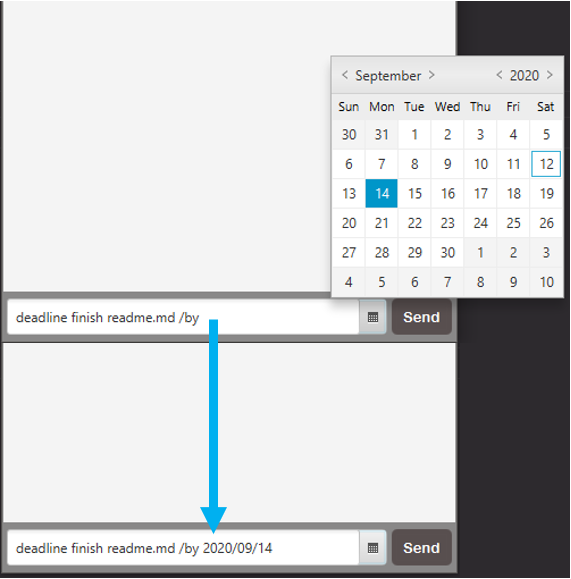 < September > < 2020 >
Sun Mon Tue Wed Thu Fri Sat
30 31 1 2 3 4 5
6 7 8 9 10 11 12
13 14 15 16 17 18 19
20 21 22 23 24 25 26
27 28 29 30 1 2 3
4 5 6 7 8 9 10
deadline finish readme.md /by Send
deadline finish readme.md /by 2020/09/14 Send